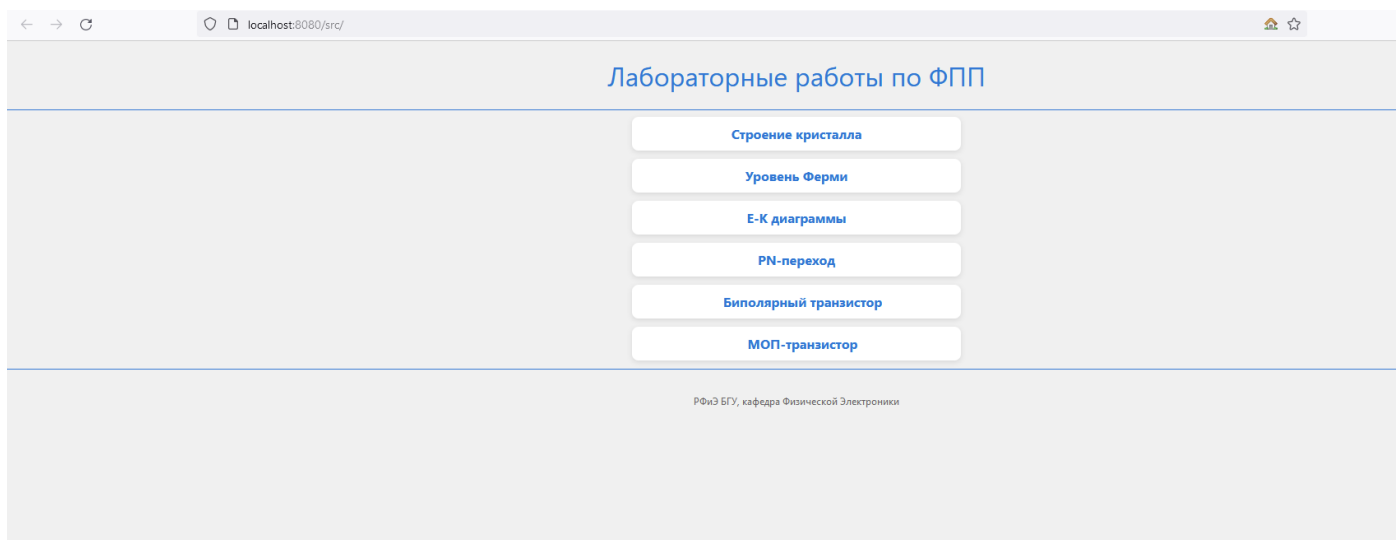 localhost:8080/src/
Лабораторные работы по ФПП
Строение кристалла
Уровень Ферми
E-K диаграммы
PN-переход
Биполярный транзистор
МОП-транзистор
РФиЭ БГУ, кафедра Физической Электроники